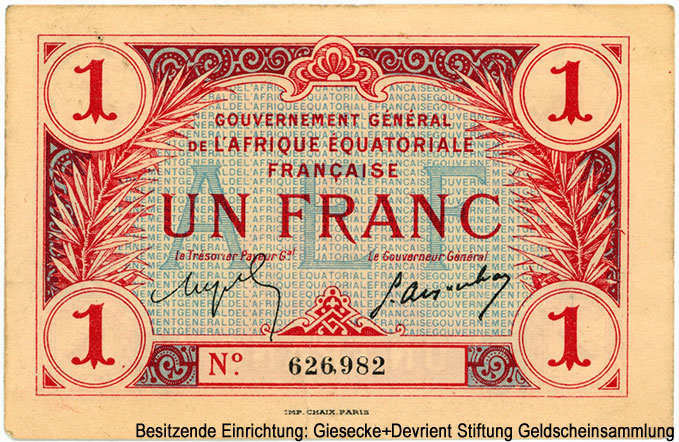 1 1
GOUVERNEMENT GÉNÉRAL
DE L'AFRIQUE ÉQUATORIALE
FRANÇAISE
AEF
UN FRANC
Le Trésorier Payeur Gal Le Gouverneur Général
1 1
No. 626,982
IMP. CHAIX. PARIS
Besitzende Einrichtung: Giesecke+Devrient Stiftung Geldscheinsammlung